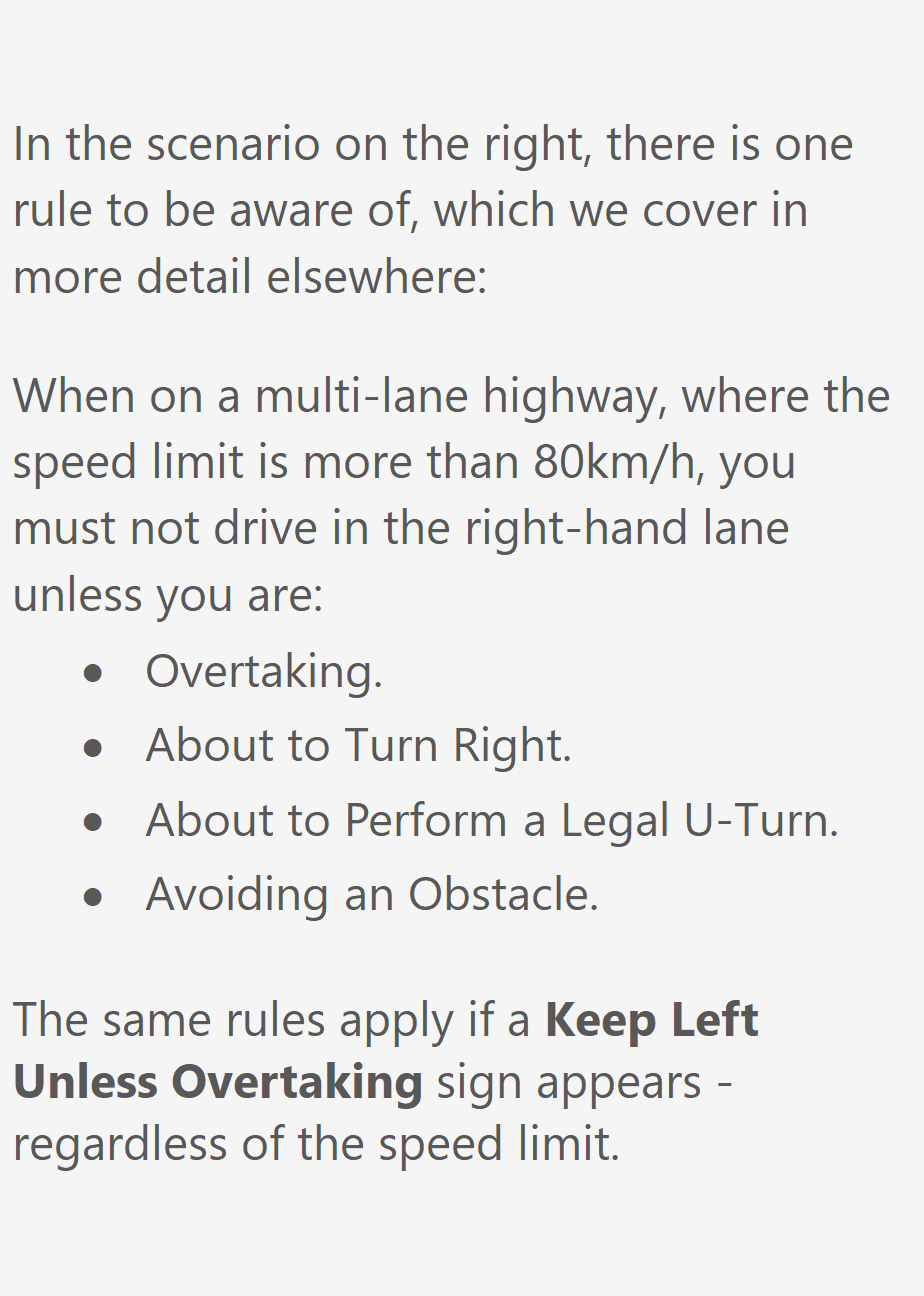 In the scenario on the right, there is one
rule to be aware of, which we cover in
more detail elsewhere:
When on a multi-lane highway, where the
speed limit is more than 80km/h, you
must not drive in the right-hand lane
unless you are:
● Overtaking.
● About to Turn Right.
● About to Perform a Legal U-Turn.
● Avoiding an Obstacle.
The same rules apply if a Keep Left
Unless Overtaking sign appears -
regardless of the speed limit.